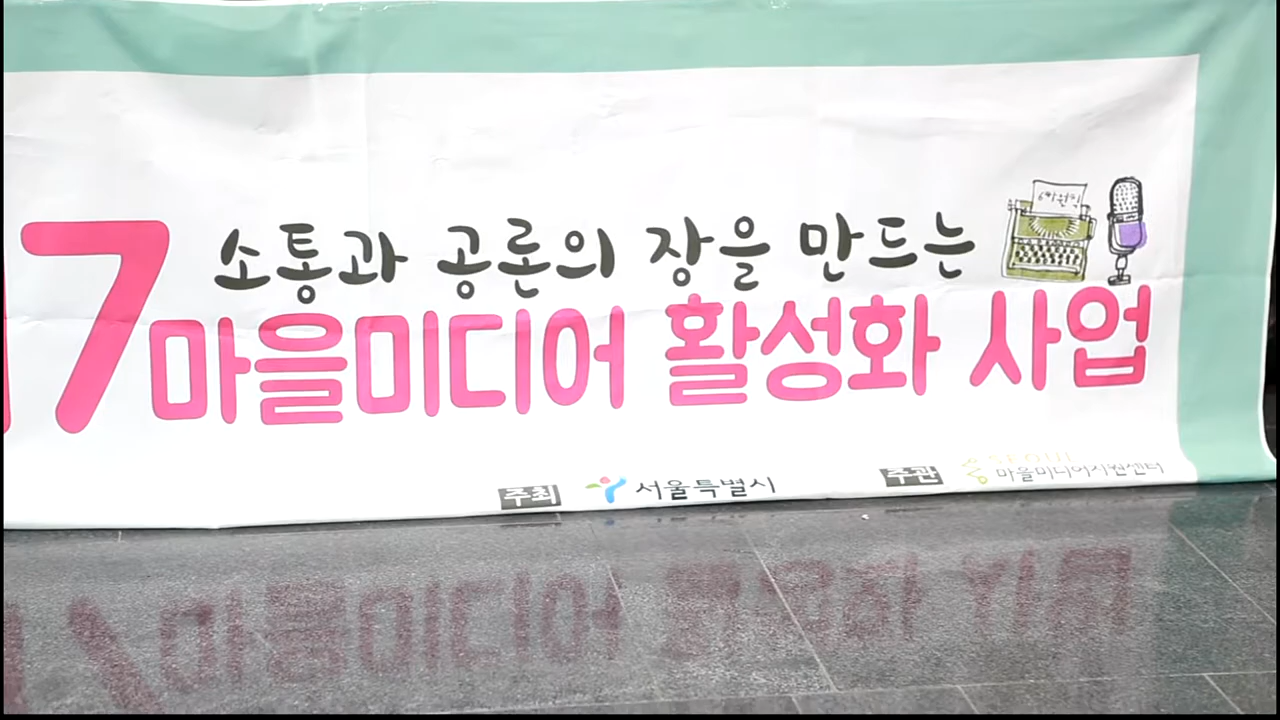 소통과 공론의 장을 만드는
7 마을미디어 활성화 사업
주최 서울특별시 주관 마을미디어지원센터